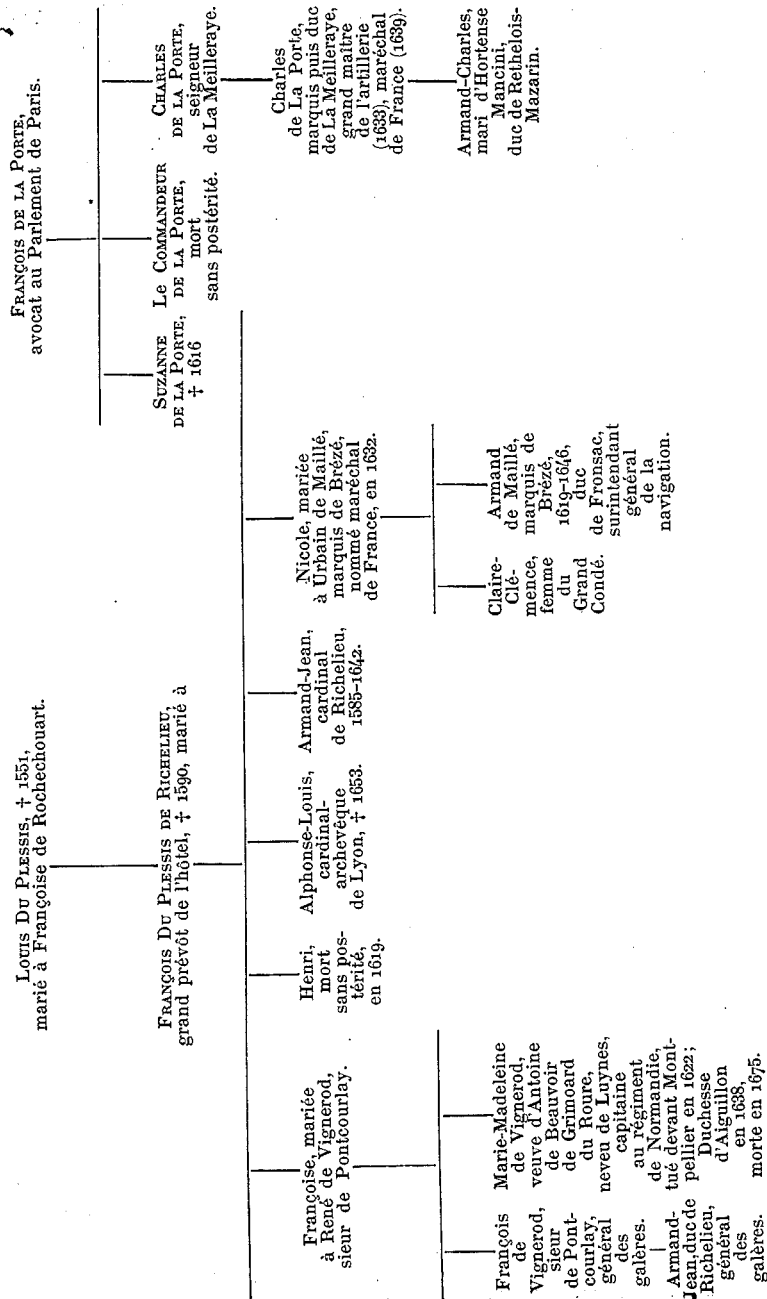 LOUIS DU PLESSIS, † 1551,
marié à Françoise de Rochechouart.
FRANÇOIS DU PLESSIS DE RICHELIEU,
grand prévôt de l'hôtel, † 1590, marié à
FRANÇOIS DE LA PORTE,
avocat au Parlement de Paris.
SUZANNE
DE LA PORTE,
† 1616
LE COMMANDEUR
DE LA PORTE,
mort
sans postérité.
CHARLES
DE LA PORTE,
seigneur
de La Meilleraye.
Charles
de La Porte,
marquis puis duc
de La Meilleraye,
grand maître
de l'artillerie
(1633), maréchal
de France (1639).
Armand-Charles,
mari d'Hortense
Mancini,
duc de Rethelois-
Mazarin.
Françoise, mariée
à René de Vignerod,
sieur de Pontcourlay.
Henri,
mort
sans pos-
térité,
en 1619.
Alphonse-Louis,
cardinal-
archevêque
de Lyon, † 1653.
Armand-Jean,
cardinal
de Richelieu,
1585-1642.
Nicole, mariée
à Urbain de Maillé,
marquis de Brézé,
nommé maréchal
de France, en 1632.
François
de
Vignerod,
sieur
de Pont-
courlay,
général
des
galères.
Armand-
Jean, duc de
Richelieu,
général
des
galères.
Marie-Madeleine
de Vignerod,
veuve d'Antoine
de Beauvoir
de Grimoard
du Roure,
neveu de Luynes,
capitaine
au régiment
de Normandie,
tué devant Mont-
pellier en 1622;
Duchesse
d'Aiguillon
en 1638,
morte en 1675.
Claire-
Clé-
mence,
femme
du
Grand
Condé.
Armand
de Maillé,
marquis de
Brézé,
1619-1646,
duc
de Fronsac,
surintendant
général
de la
navigation.